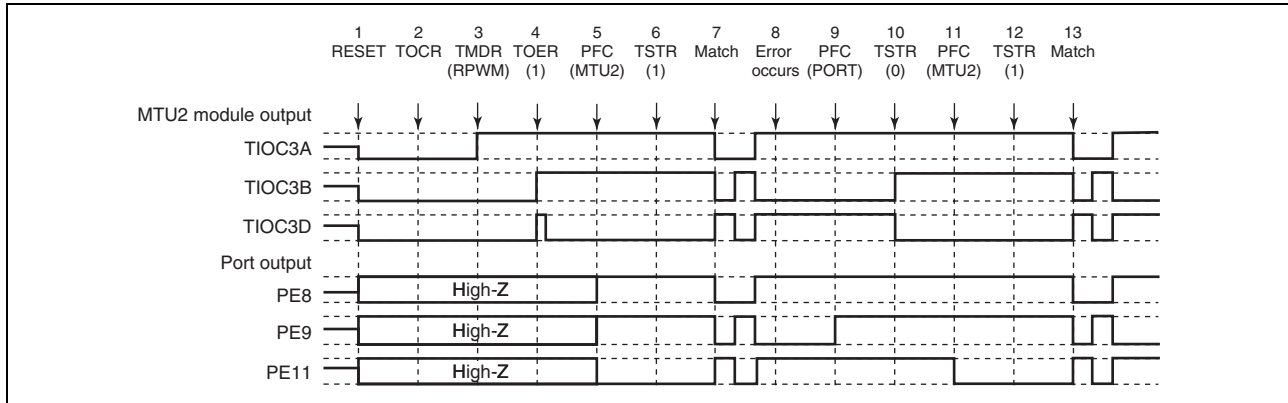 1 2 3 4 5 6 7 8 9 10 11 12 13
RESET TOCR TMDR TOER PFC TSTR Match Error PFC TSTR PFC TSTR Match
(RPWM) (1) (MTU2) (1) occurs (PORT) (0) (MTU2) (1)
MTU2 module output
TIOC3A
TIOC3B
TIOC3D
Port output
PE8 High-Z
PE9 High-Z
PE11 High-Z